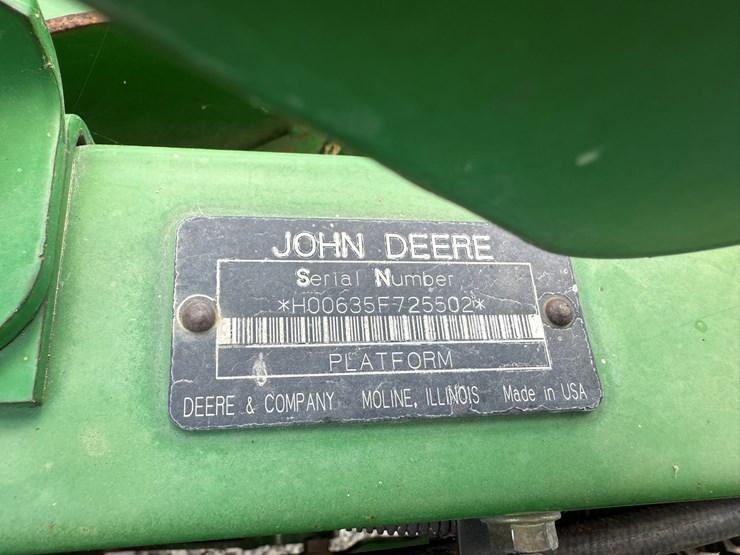 JOHN DEERE
Serial Number
*H00635F725502*
PLATFORM
DEERE & COMPANY MOLINE, ILLINOIS Made in USA